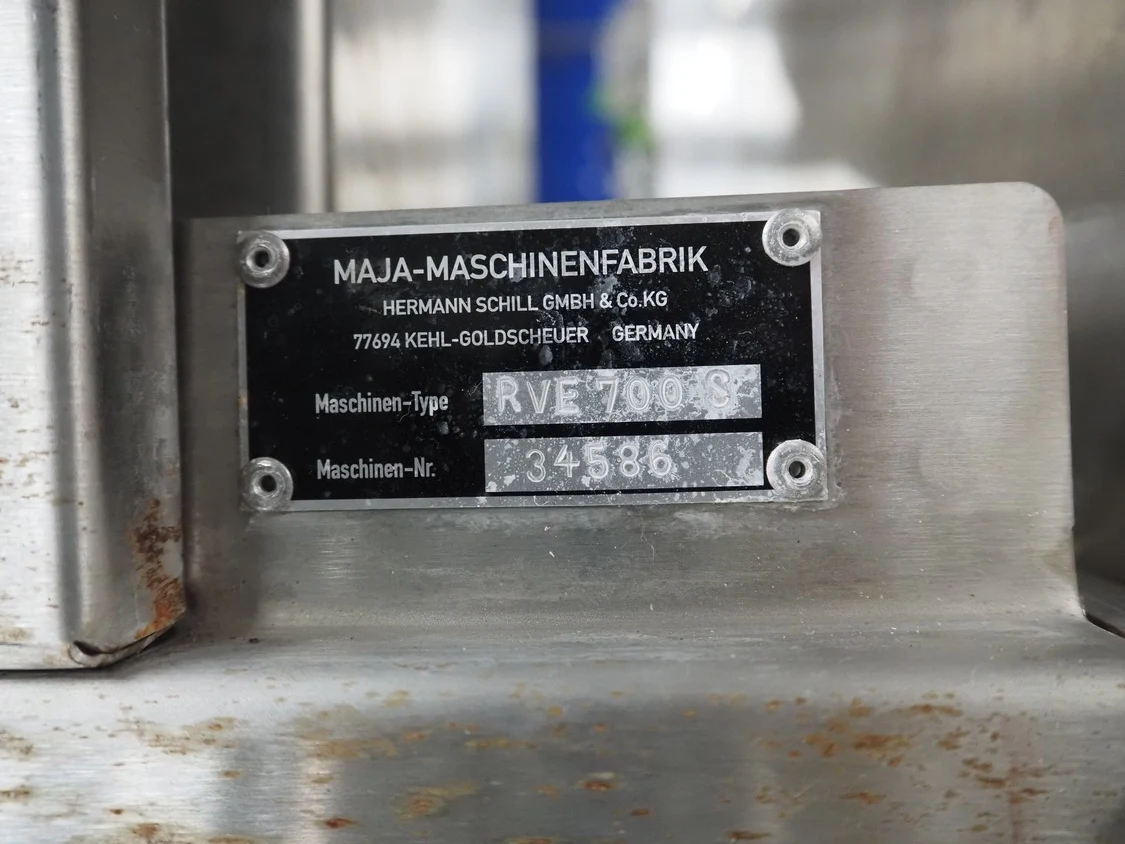 MAJA-MASCHINENFABRIK
HERMANN SCHILL GMBH & Co.KG
77694 KEHL-GOLDSCHEUER GERMANY
Maschinen-Type RVE 700 S
Maschinen-Nr. 34586